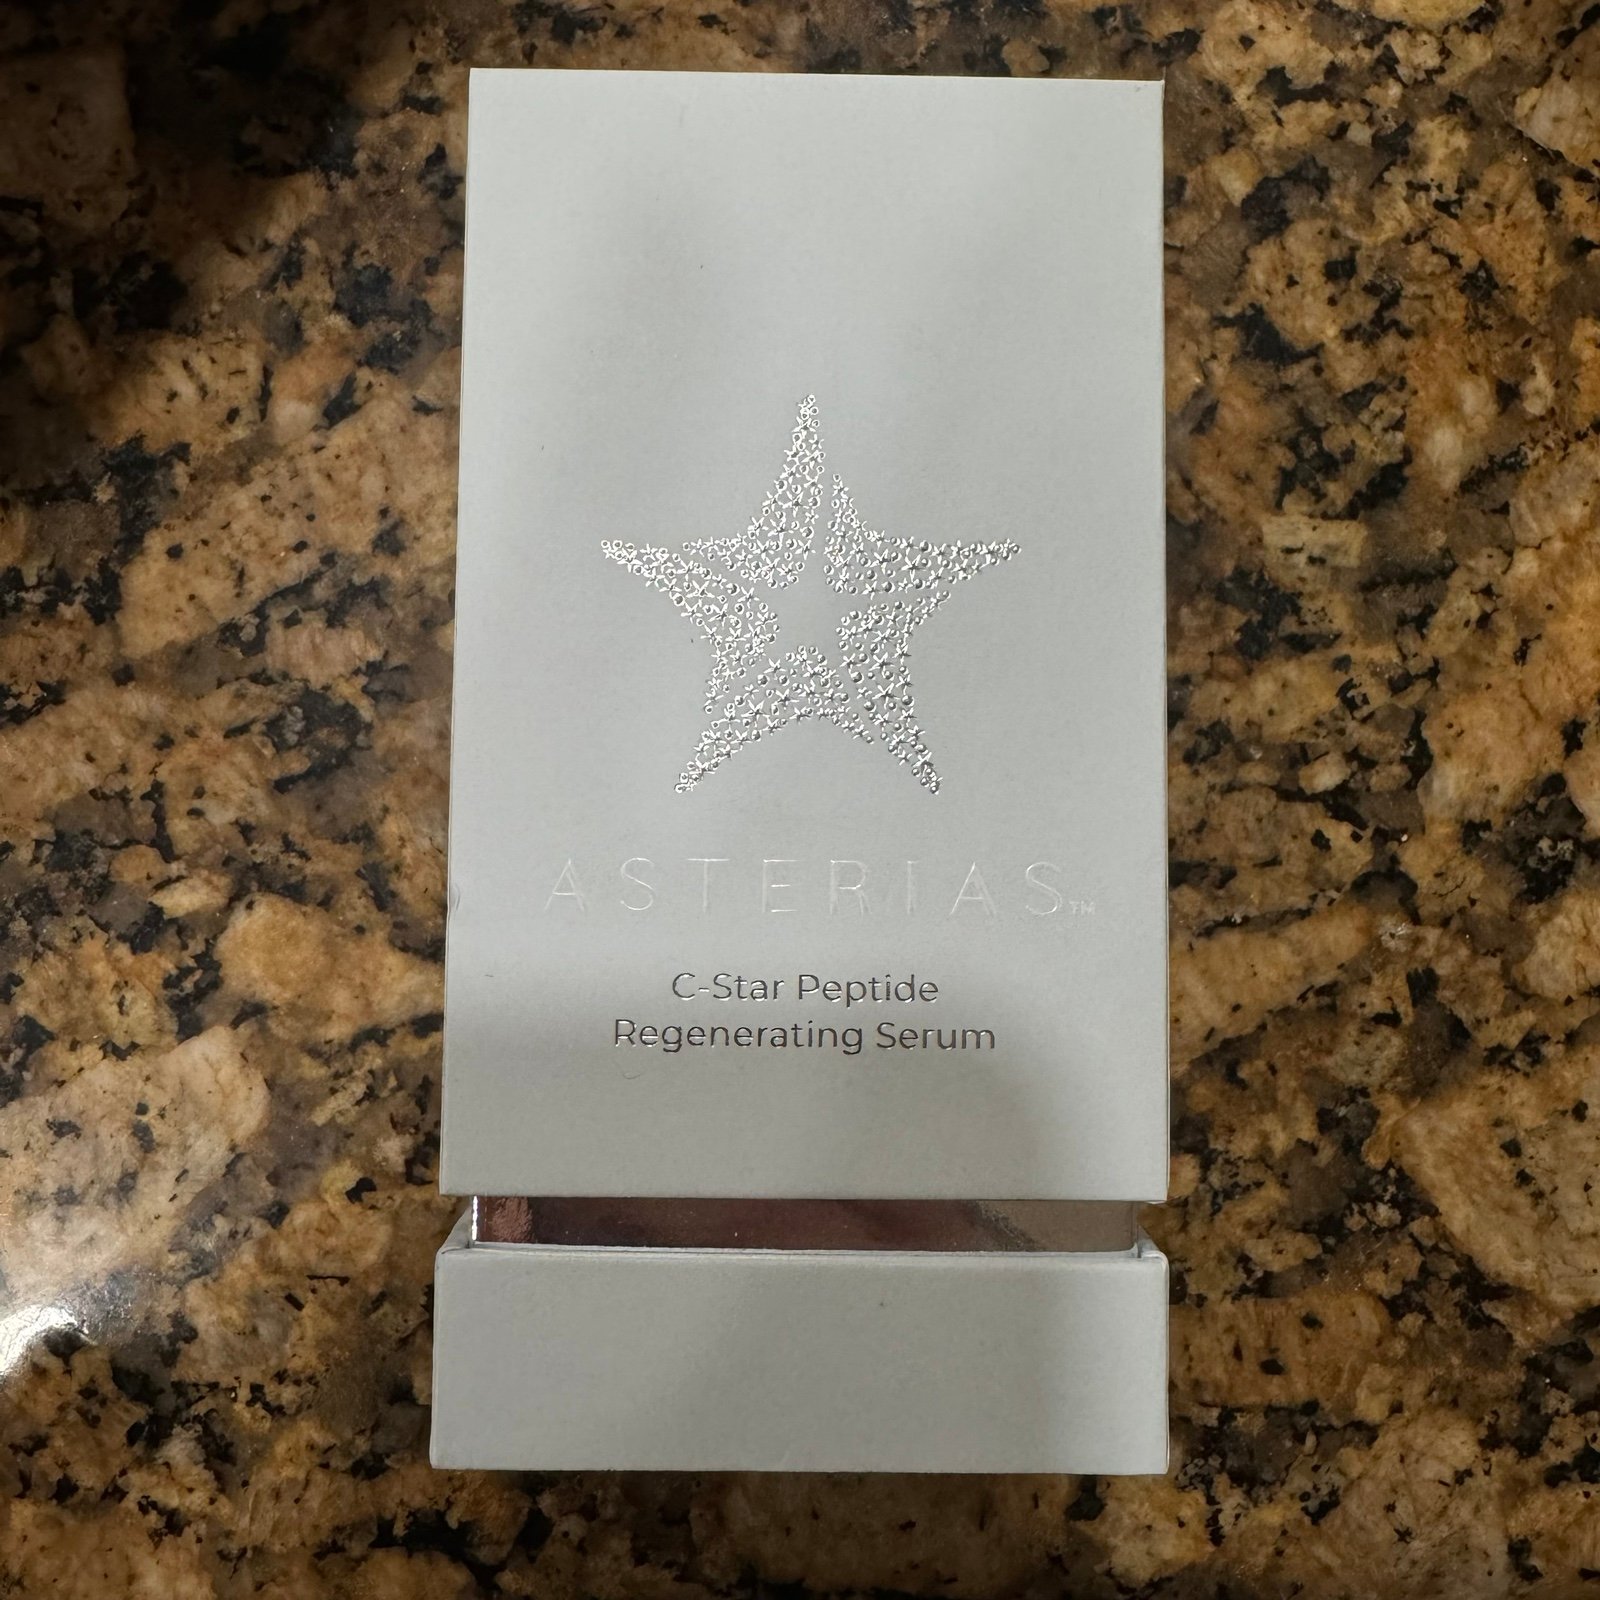 ASTERIAS™
C-Star Peptide
Regenerating Serum